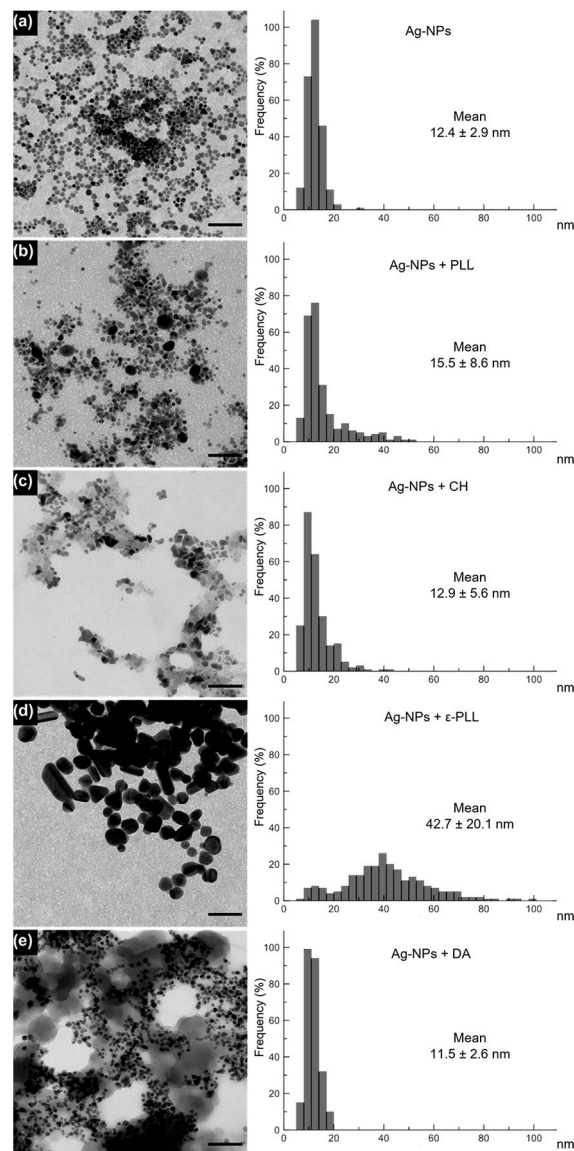 (a)
Ag-NPs
Mean
12.4 ± 2.9 nm
Frequency (%)
100
80
60
40
20
0
0 20 40 60 80 100
nm
(b)
Ag-NPs + PLL
Mean
15.5 ± 8.6 nm
Frequency (%)
100
80
60
40
20
0
0 20 40 60 80 100
nm
(c)
Ag-NPs + CH
Mean
12.9 ± 5.6 nm
Frequency (%)
100
80
60
40
20
0
0 20 40 60 80 100
nm
(d)
Ag-NPs + ε-PLL
Mean
42.7 ± 20.1 nm
Frequency (%)
100
80
60
40
20
0
0 20 40 60 80 100
nm
(e)
Ag-NPs + DA
Mean
11.5 ± 2.6 nm
Frequency (%)
100
80
60
40
20
0
0 20 40 60 80 100
nm